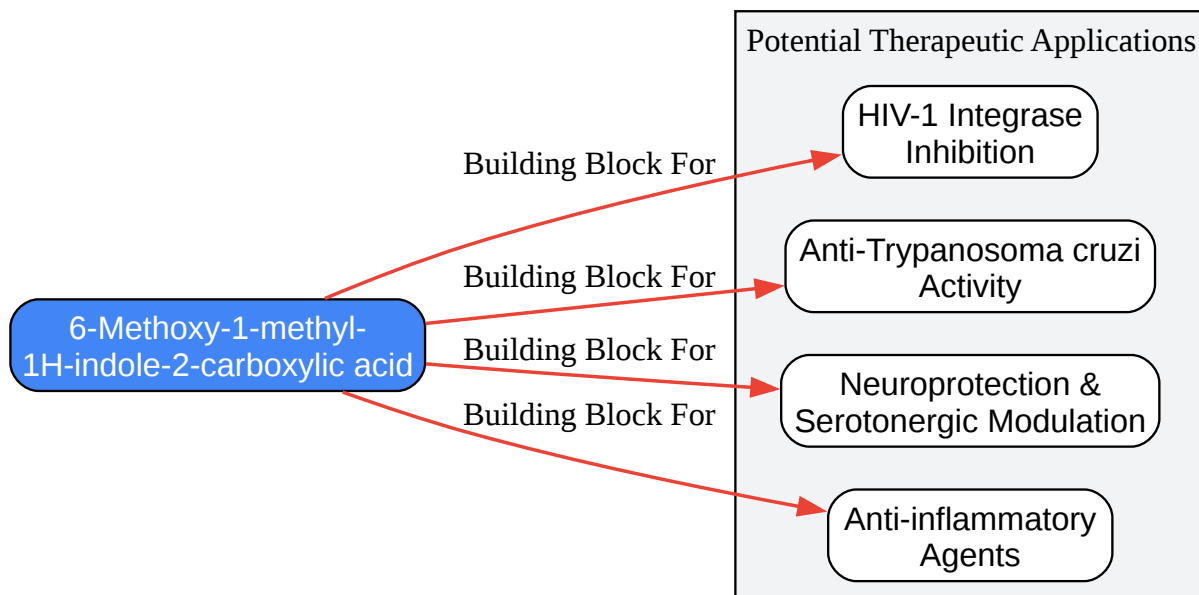 Potential Therapeutic Applications
HIV-1 Integrase
Inhibition
Building Block For
Anti-Trypanosoma cruzi
Activity
Building Block For
6-Methoxy-1-methyl-
1H-indole-2-carboxylic acid
Building Block For
Neuroprotection &
Serotonergic Modulation
Building Block For
Anti-inflammatory
Agents